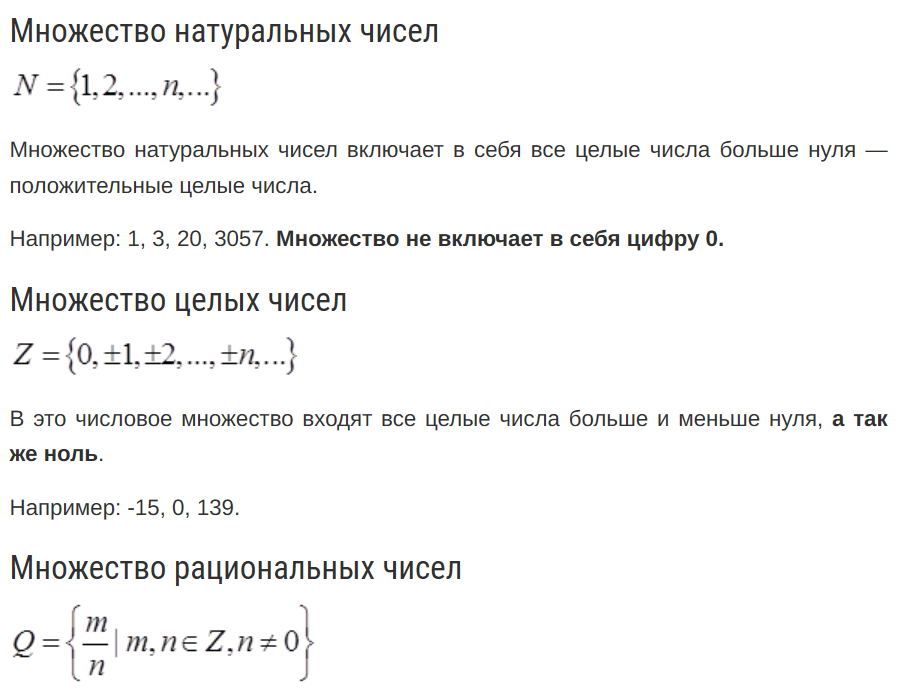 Множество натуральных чисел
N = {1, 2, ..., n,...}
Множество натуральных чисел включает в себя все целые числа больше нуля —
положительные целые числа.
Например: 1, 3, 20, 3057. Множество не включает в себя цифру 0.
Множество целых чисел
Z = {0, ±1, ±2, ..., ±n,...}
В это числовое множество входят все целые числа больше и меньше нуля, а так
же ноль.
Например: -15, 0, 139.
Множество рациональных чисел
Q = {m/n | m, n ∈ Z, n ≠ 0}